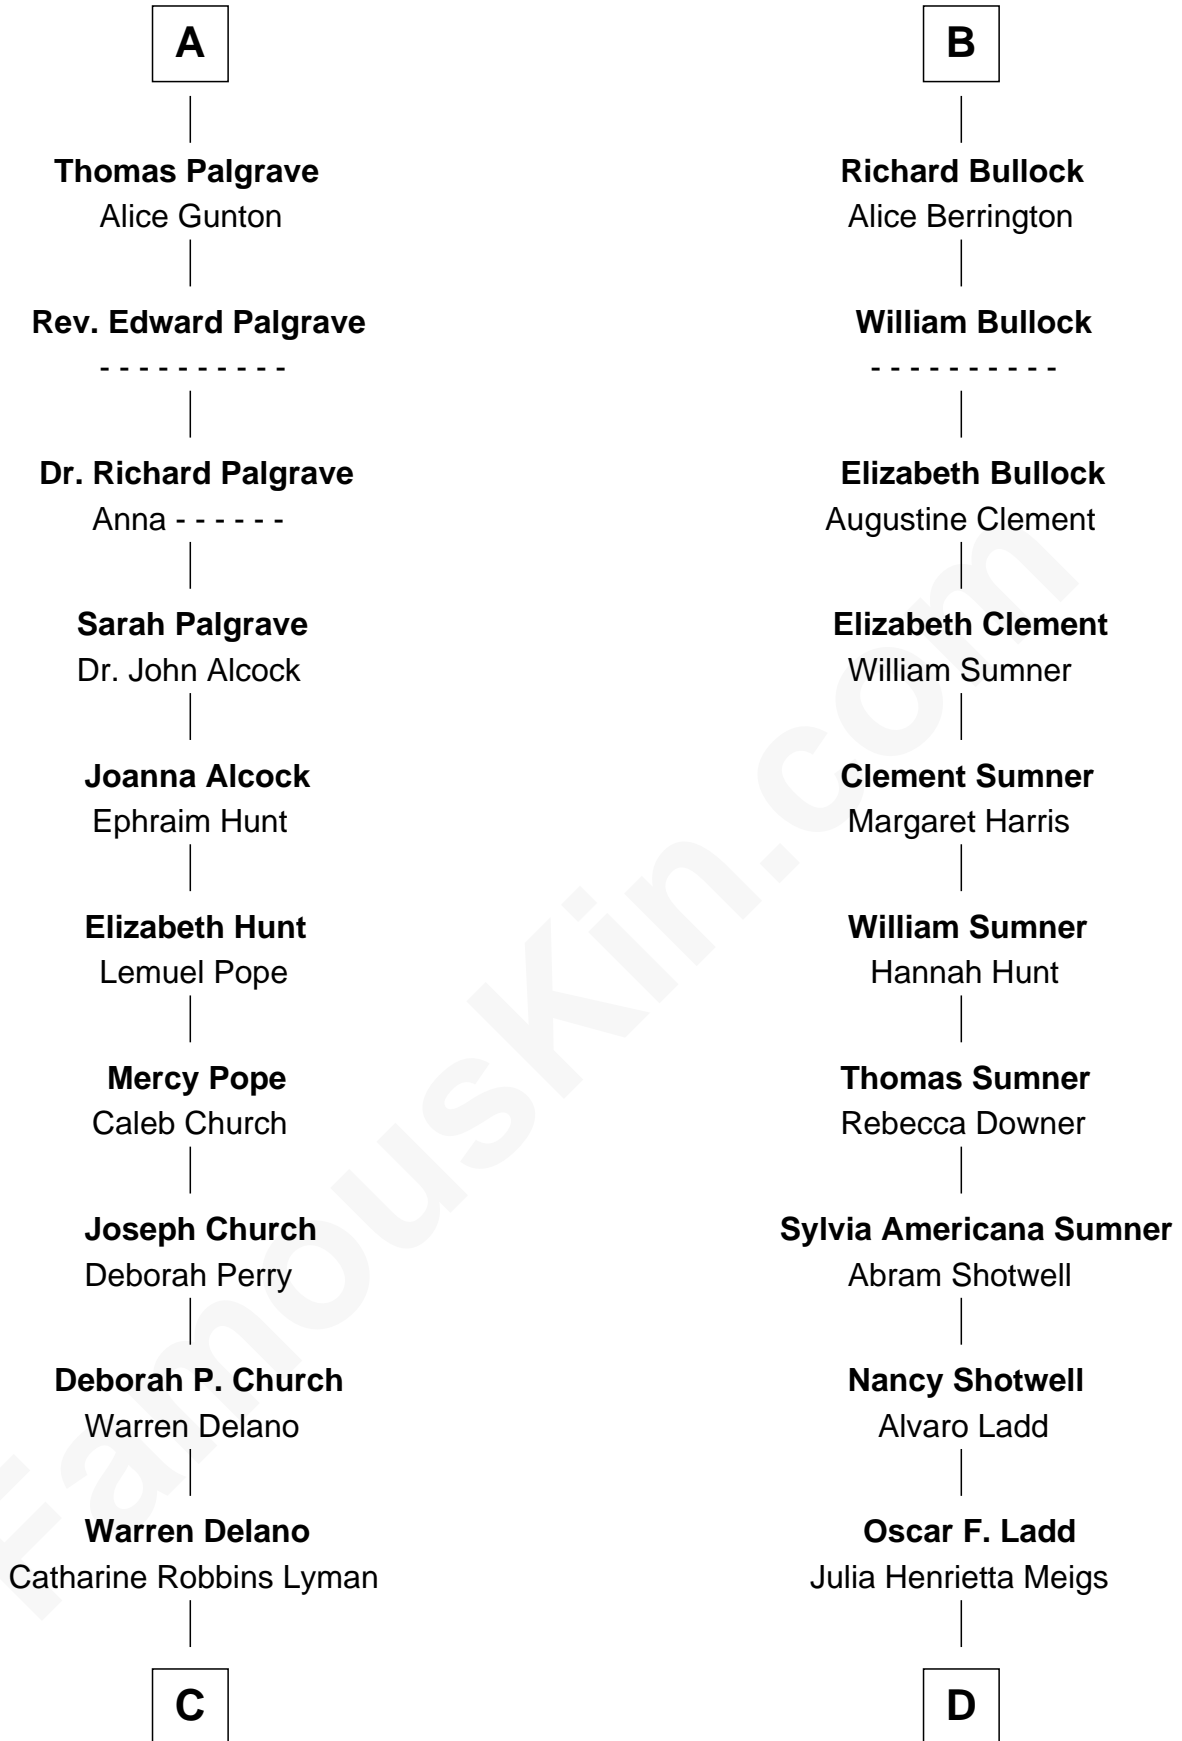 A
Thomas Palgrave
Alice Gunton
Rev. Edward Palgrave
- - - - - - - - - -
Dr. Richard Palgrave
Anna - - - - - -
Sarah Palgrave
Dr. John Alcock
Joanna Alcock
Ephraim Hunt
Elizabeth Hunt
Lemuel Pope
Mercy Pope
Caleb Church
Joseph Church
Deborah Perry
Deborah P. Church
Warren Delano
Warren Delano
Catharine Robbins Lyman
C
B
Richard Bullock
Alice Berrington
William Bullock
- - - - - - - - - -
Elizabeth Bullock
Augustine Clement
Elizabeth Clement
William Sumner
Clement Sumner
Margaret Harris
William Sumner
Hannah Hunt
Thomas Sumner
Rebecca Downer
Sylvia Americana Sumner
Abram Shotwell
Nancy Shotwell
Alvaro Ladd
Oscar F. Ladd
Julia Henrietta Meigs
D
FamousKin.com